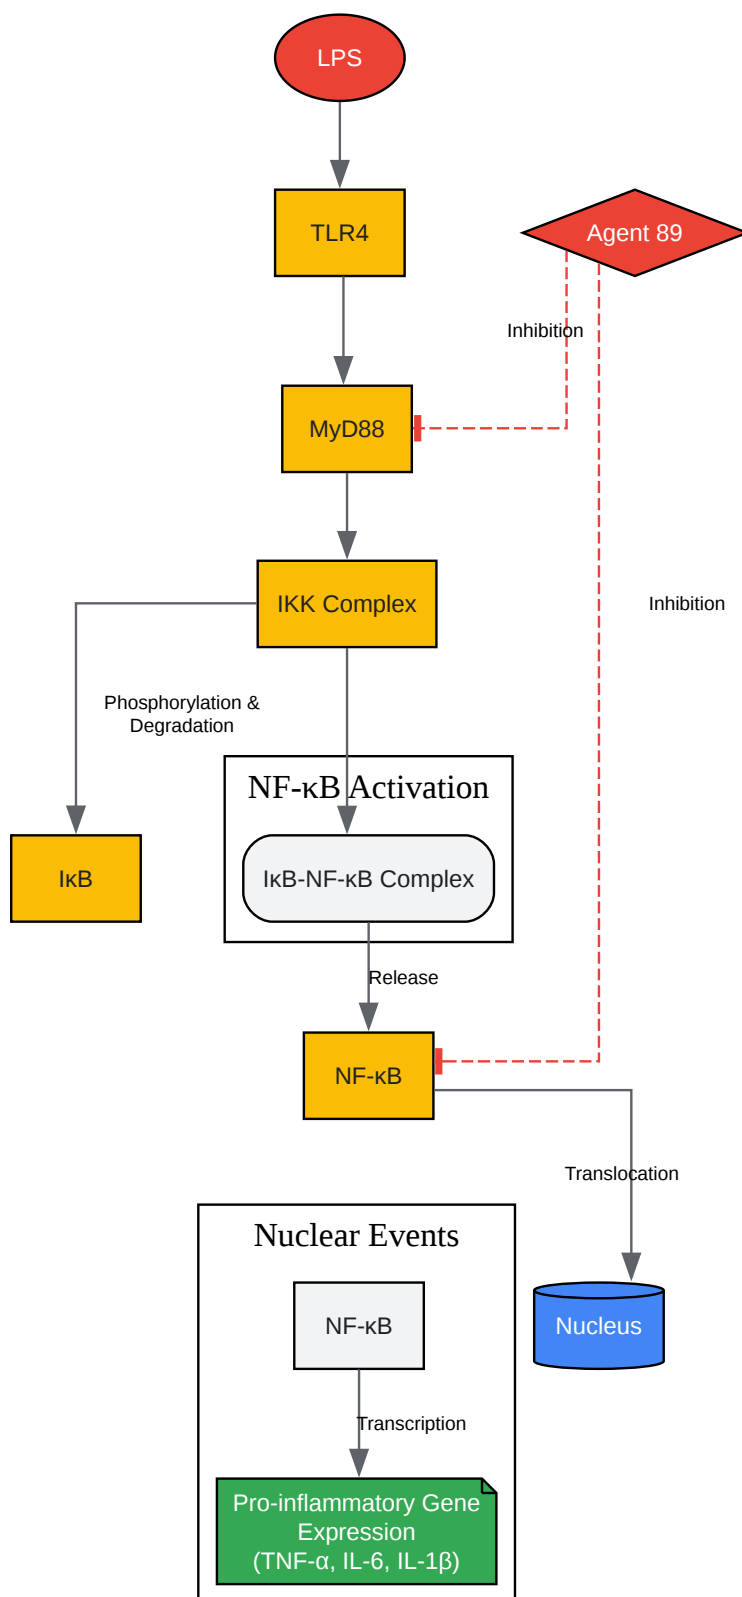 LPS
TLR4
Agent 89
Inhibition
MyD88
IKK Complex
Inhibition
Phosphorylation &
Degradation
NF-κB Activation
IκB
IκB-NF-κB Complex
Release
NF-κB
Translocation
Nuclear Events
NF-κB
Nucleus
Transcription
Pro-inflammatory Gene
Expression
(TNF-α, IL-6, IL-1β)